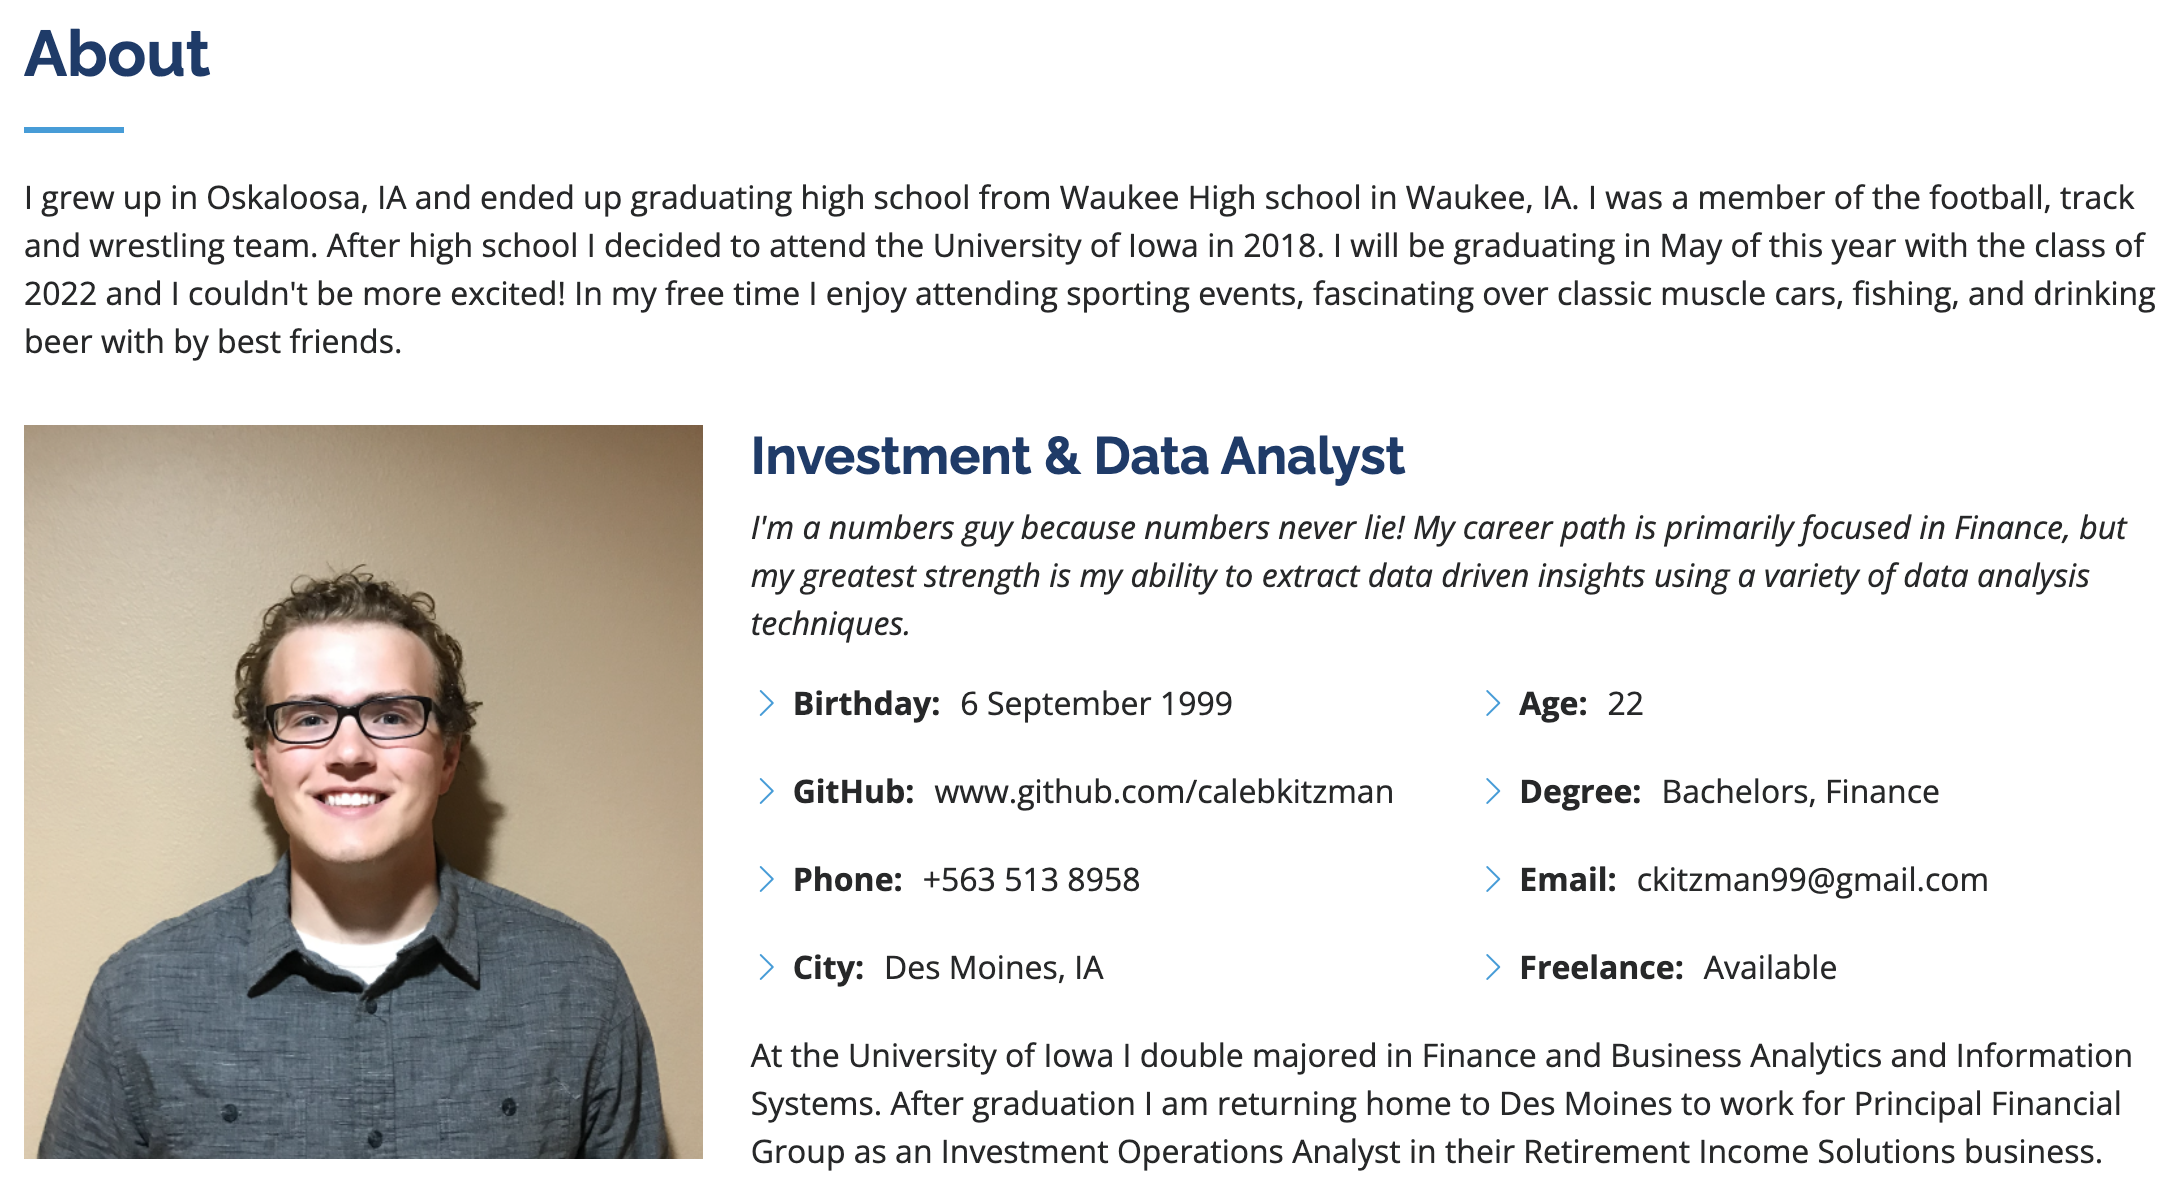 About
I grew up in Oskaloosa, IA and ended up graduating high school from Waukee High school in Waukee, IA. I was a member of the football, track
and wrestling team. After high school I decided to attend the University of Iowa in 2018. I will be graduating in May of this year with the class of
2022 and I couldn't be more excited! In my free time I enjoy attending sporting events, fascinating over classic muscle cars, fishing, and drinking
beer with by best friends.
Investment & Data Analyst
I'm a numbers guy because numbers never lie! My career path is primarily focused in Finance, but
my greatest strength is my ability to extract data driven insights using a variety of data analysis
techniques.
Birthday: 6 September 1999
Age: 22
GitHub: www.github.com/calebkitzman
Degree: Bachelors, Finance
Phone: +563 513 8958
Email: ckitzman99@gmail.com
City: Des Moines, IA
Freelance: Available
At the University of Iowa I double majored in Finance and Business Analytics and Information
Systems. After graduation I am returning home to Des Moines to work for Principal Financial
Group as an Investment Operations Analyst in their Retirement Income Solutions business.